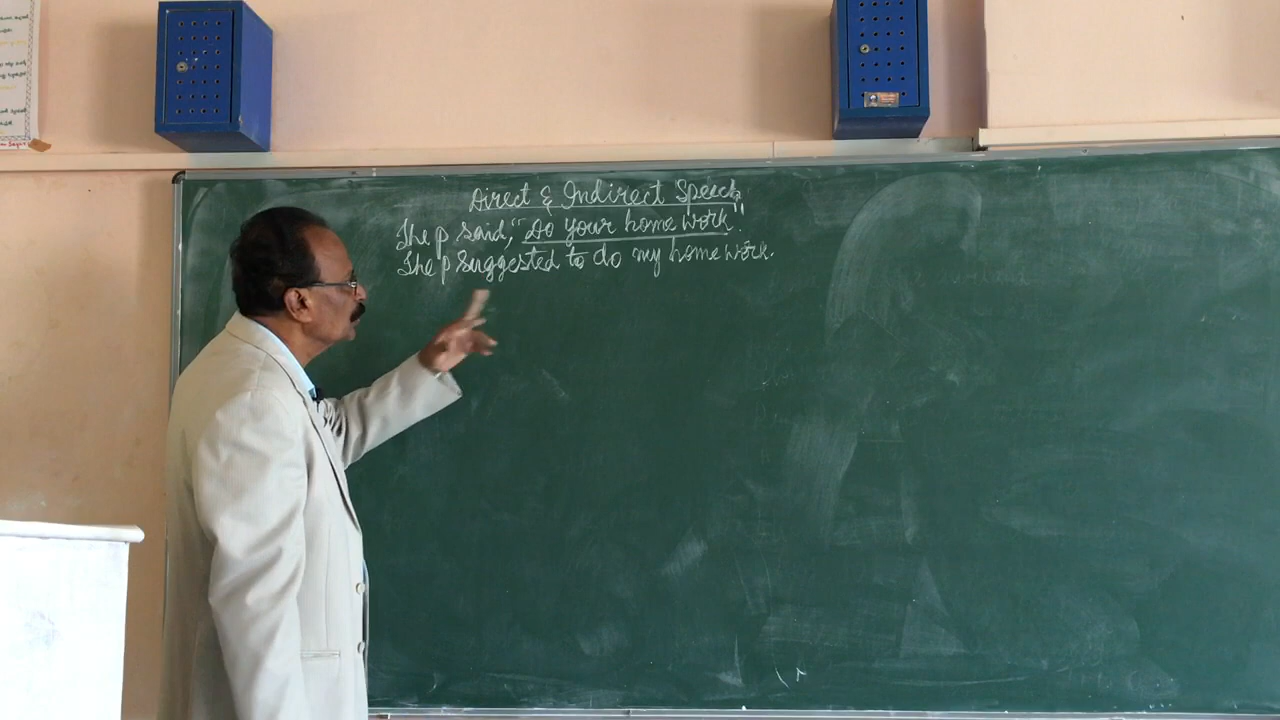 Direct & Indirect Speech
The p said, "Do your home work".
The p Suggested to do my home work.